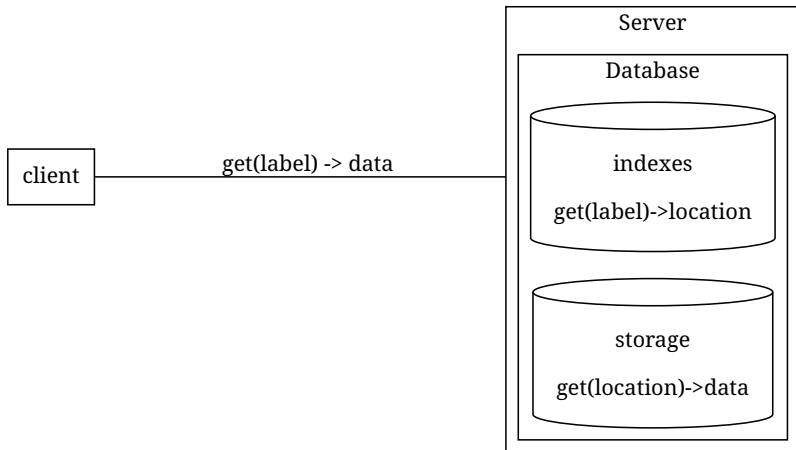 Server
Database
indexes
get(label)->location
client
get(label) -> data
storage
get(location)->data